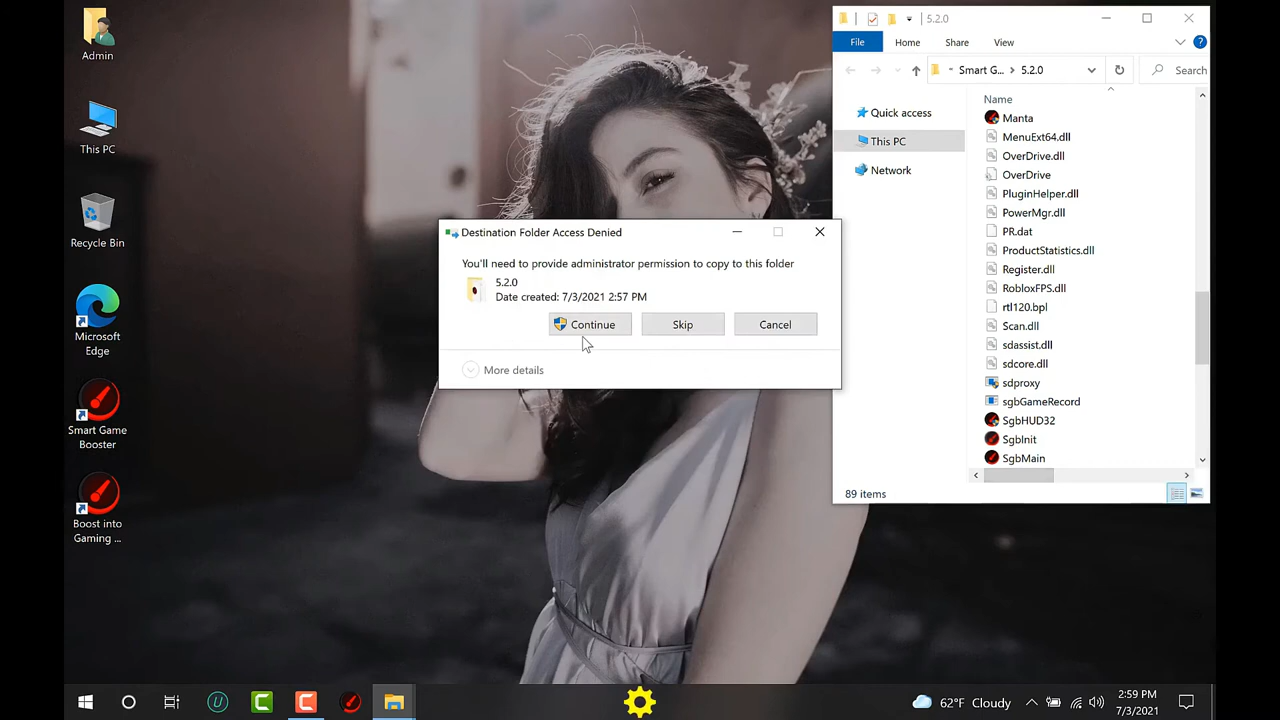 Admin
This PC
Recycle Bin
Microsoft
Edge
Smart Game
Booster
Boost into
Gaming ...
Destination Folder Access Denied
You'll need to provide administrator permission to copy to this folder
5.2.0
Date created: 7/3/2021 2:57 PM
Continue
Skip
Cancel
More details
5.2.0
File
Home
Share
View
Smart G...
5.2.0
Search
Quick access
This PC
Network
Name
Manta
MenuExt64.dll
OverDrive.dll
OverDrive
PluginHelper.dll
PowerMgr.dll
PR.dat
ProductStatistics.dll
Register.dll
RobloxFPS.dll
rtl120.bpl
Scan.dll
sdassist.dll
sdcore.dll
sdproxy
sgbGameRecord
SgbHUD32
SgbInit
SgbMain
89 items
62°F Cloudy
2:59 PM
7/3/2021